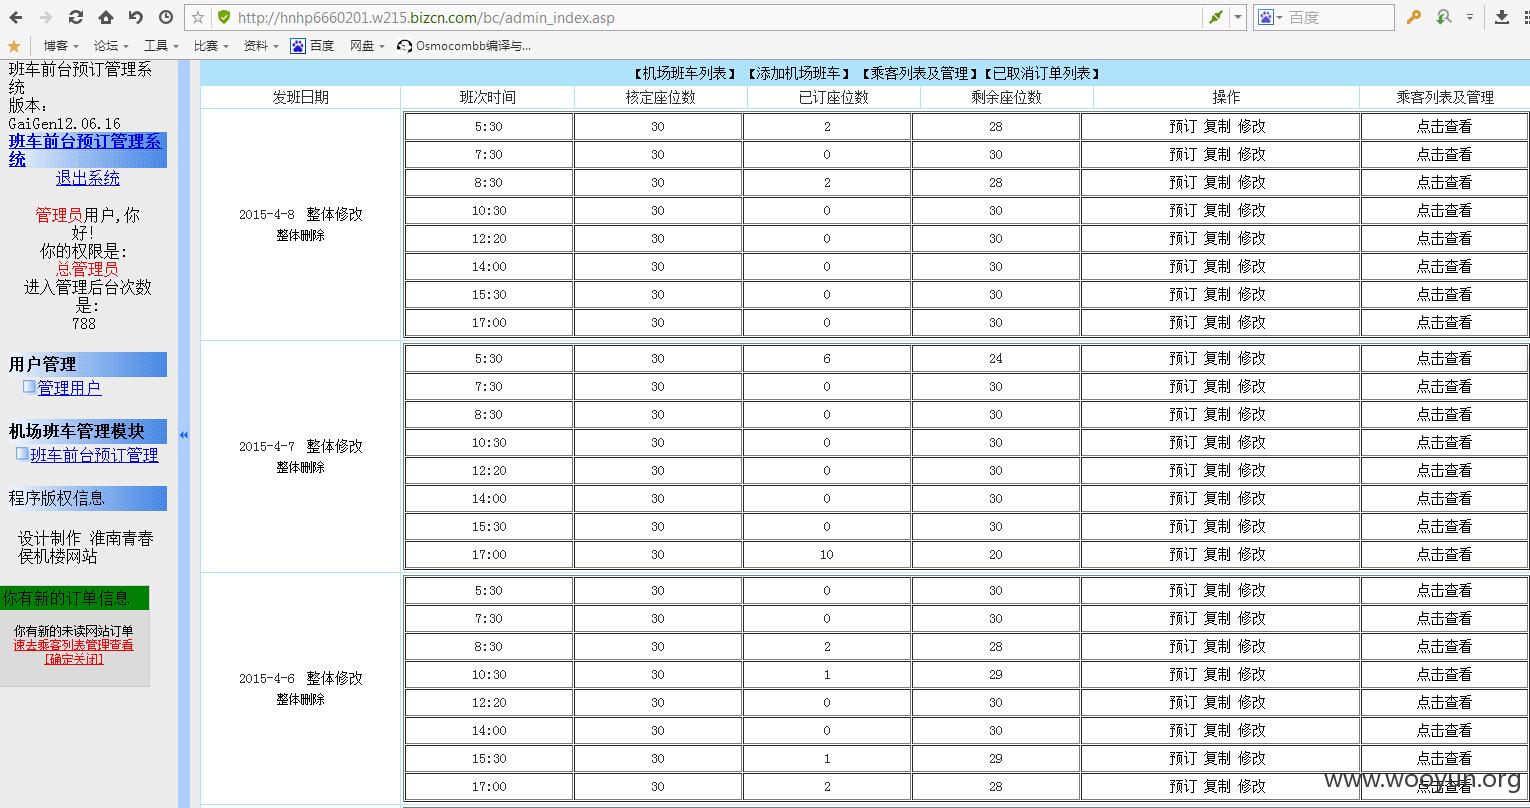 http://hnhp6660201.w215.bizcn.com/bc/admin_index.asp
百度
博客 论坛 工具 比赛 资料 百度 网盘 Osmocombb编译与...
班车前台预订管理系
统
版本：
GaiGen12.06.16
班车前台预订管理系
统
退出系统
管理员用户,你
好!
你的权限是:
总管理员
进入管理后台次数
是:
788
用户管理
管理用户
机场班车管理模块
班车前台预订管理
程序版权信息
设计制作 淮南青春
侯机楼网站
你有新的订单信息
你有新的未读网站订单
速去乘客列表管理查看
[确定关闭]
【机场班车列表】 【添加机场班车】 【乘客列表及管理】【已取消订单列表】
发班日期 班次时间 核定座位数 已订座位数 剩余座位数 操作 乘客列表及管理
2015-4-8 整体修改
整体删除
5:30 30 2 28 预订 复制 修改 点击查看
7:30 30 0 30 预订 复制 修改 点击查看
8:30 30 2 28 预订 复制 修改 点击查看
10:30 30 0 30 预订 复制 修改 点击查看
12:20 30 0 30 预订 复制 修改 点击查看
14:00 30 0 30 预订 复制 修改 点击查看
15:30 30 0 30 预订 复制 修改 点击查看
17:00 30 0 30 预订 复制 修改 点击查看
2015-4-7 整体修改
整体删除
5:30 30 6 24 预订 复制 修改 点击查看
7:30 30 0 30 预订 复制 修改 点击查看
8:30 30 0 30 预订 复制 修改 点击查看
10:30 30 0 30 预订 复制 修改 点击查看
12:20 30 0 30 预订 复制 修改 点击查看
14:00 30 0 30 预订 复制 修改 点击查看
15:30 30 0 30 预订 复制 修改 点击查看
17:00 30 10 20 预订 复制 修改 点击查看
2015-4-6 整体修改
整体删除
5:30 30 0 30 预订 复制 修改 点击查看
7:30 30 0 30 预订 复制 修改 点击查看
8:30 30 2 28 预订 复制 修改 点击查看
10:30 30 1 29 预订 复制 修改 点击查看
12:20 30 0 30 预订 复制 修改 点击查看
14:00 30 0 30 预订 复制 修改 点击查看
15:30 30 1 29 预订 复制 修改 点击查看
17:00 30 2 28 预订 复制 修改 点击查看
www.wooyun.org